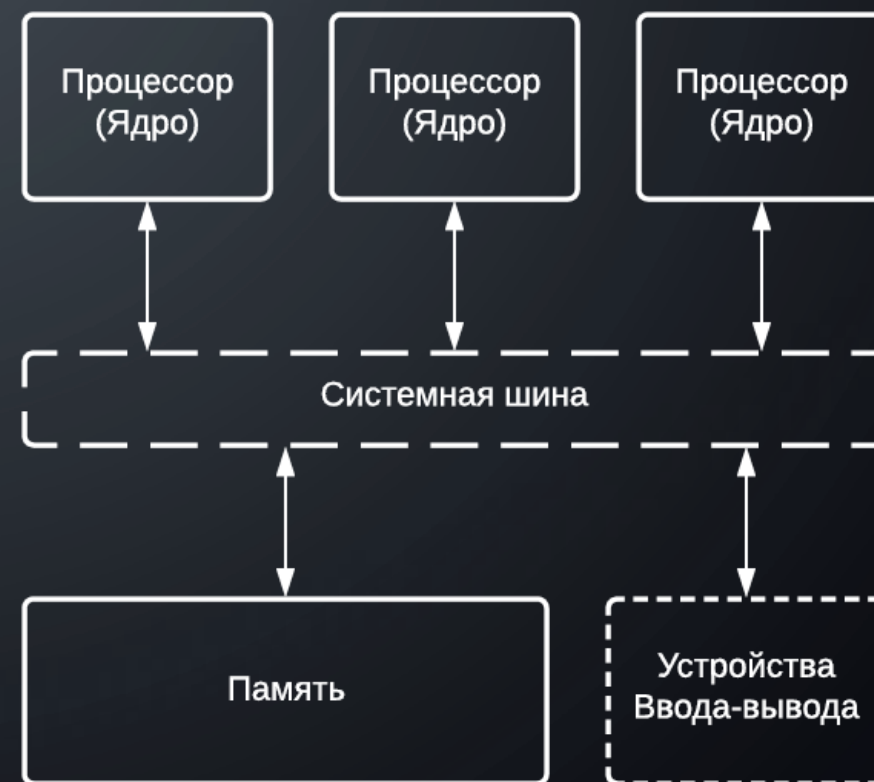 Процессор
(Ядро)
Процессор
(Ядро)
Процессор
(Ядро)
Системная шина
Память
Устройства
Ввода-вывода